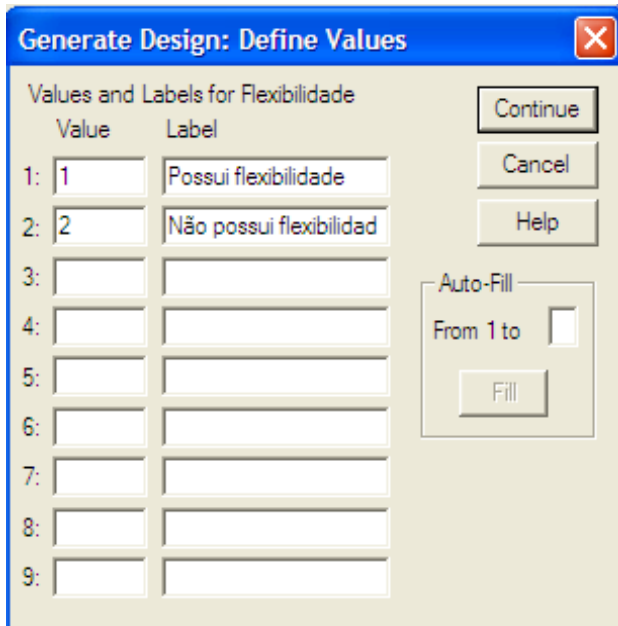 Generate Design: Define Values
Values and Labels for Flexibilidade
Value Label
1: 1 Possui flexibilidade
2: 2 Não possui flexibilidad
3:
4:
5:
6:
7:
8:
9:
Continue
Cancel
Help
Auto-Fill
From 1 to
Fill